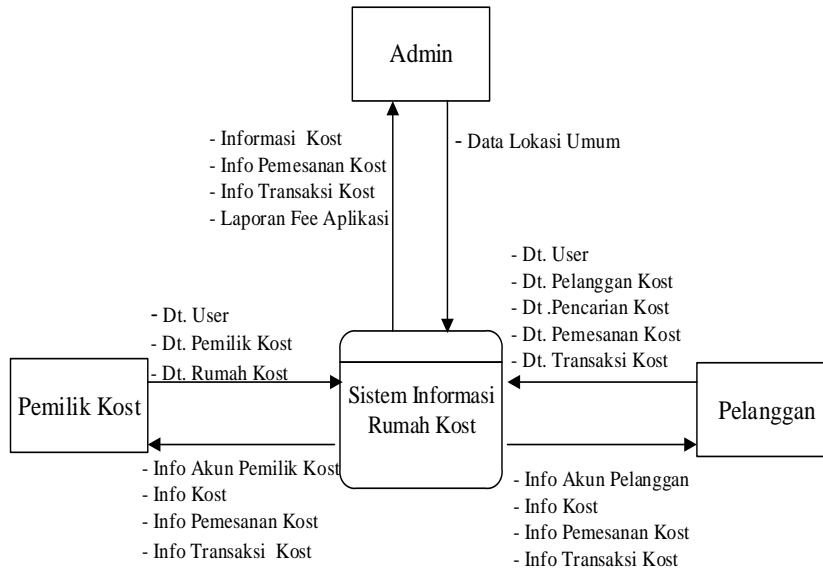 Admin
- Informasi Kost
- Info Pemesanan Kost
- Info Transaksi Kost
- Laporan Fee Aplikasi
- Data Lokasi Umum
- Dt. User
- Dt. Pelanggan Kost
- Dt .Pencarian Kost
- Dt. Pemesanan Kost
- Dt. Transaksi Kost
- Dt. User
- Dt. Pemilik Kost
- Dt. Rumah Kost
Pemilik Kost
Sistem Informasi
Rumah Kost
Pelanggan
- Info Akun Pemilik Kost
- Info Kost
- Info Pemesanan Kost
- Info Transaksi Kost
- Info Akun Pelanggan
- Info Kost
- Info Pemesanan Kost
- Info Transaksi Kost